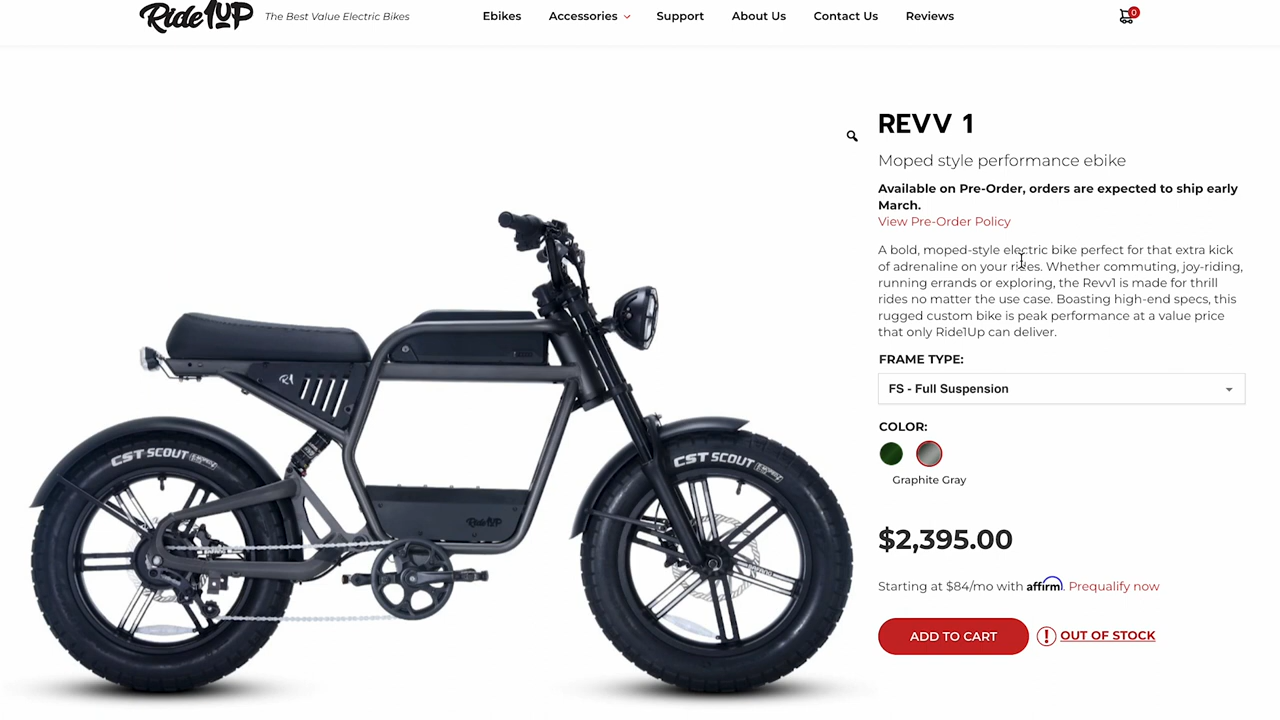 Ride1UP
The Best Value Electric Bikes
Ebikes
Accessories
Support
About Us
Contact Us
Reviews
0
REVV 1
Moped style performance ebike
Available on Pre-Order, orders are expected to ship early
March.
View Pre-Order Policy
A bold, moped-style electric bike perfect for that extra kick
of adrenaline on your rides. Whether commuting, joy-riding,
running errands or exploring, the Revv1 is made for thrill
rides no matter the use case. Boasting high-end specs, this
rugged custom bike is peak performance at a value price
that only Ride1Up can deliver.
FRAME TYPE:
FS - Full Suspension
COLOR:
Graphite Gray
$2,395.00
Starting at $84/mo with affirm. Prequalify now
ADD TO CART
OUT OF STOCK
CST SCOUT
CST SCOUT
Ride1UP